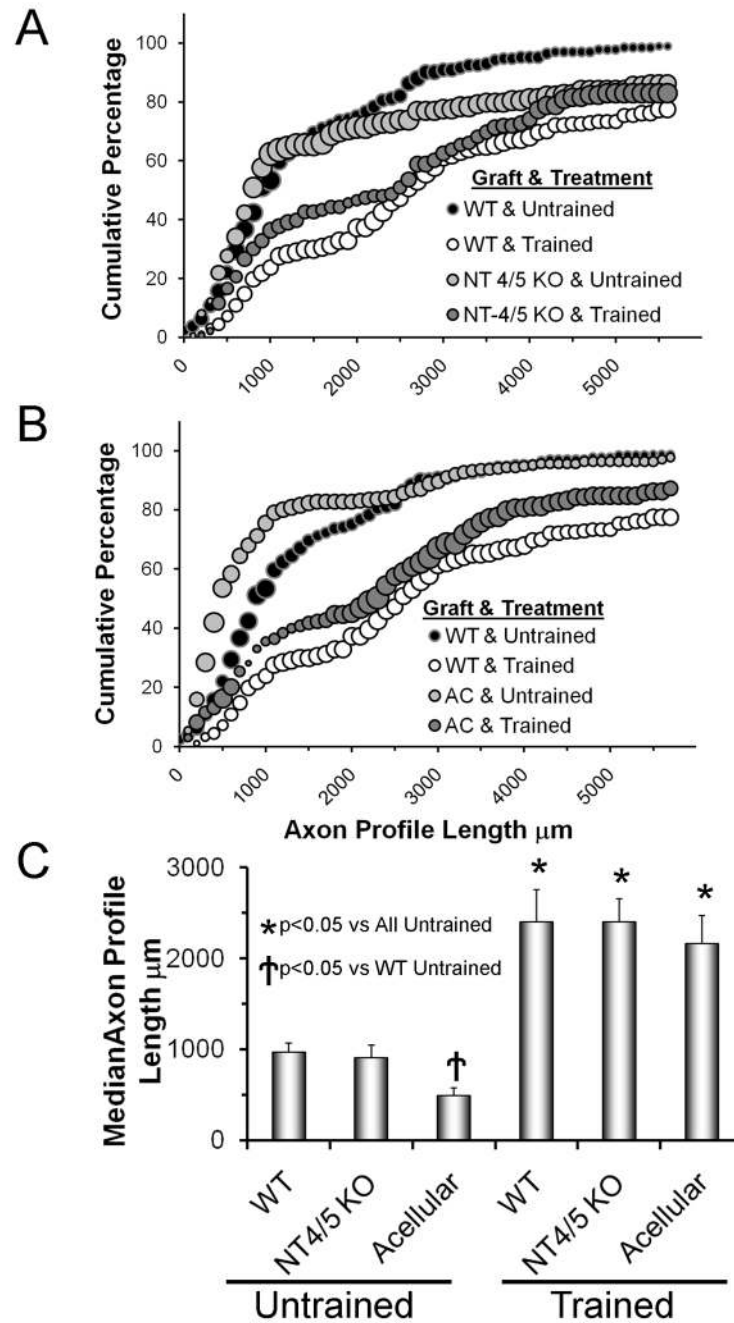 A
Cumulative Percentage
100
80
60
40
20
0
Graft & Treatment
WT & Untrained
WT & Trained
NT 4/5 KO & Untrained
NT-4/5 KO & Trained
0
1000
2000
3000
4000
5000
B
Cumulative Percentage
100
80
60
40
20
0
Graft & Treatment
WT & Untrained
WT & Trained
AC & Untrained
AC & Trained
0
1000
2000
3000
4000
5000
Axon Profile Length μm
C
MedianAxon Profile
Length μm
3000
2000
1000
0
*p<0.05 vs All Untrained
†p<0.05 vs WT Untrained
†
*
*
*
WT
NT4/5 KO
Acellular
WT
NT4/5 KO
Acellular
Untrained
Trained